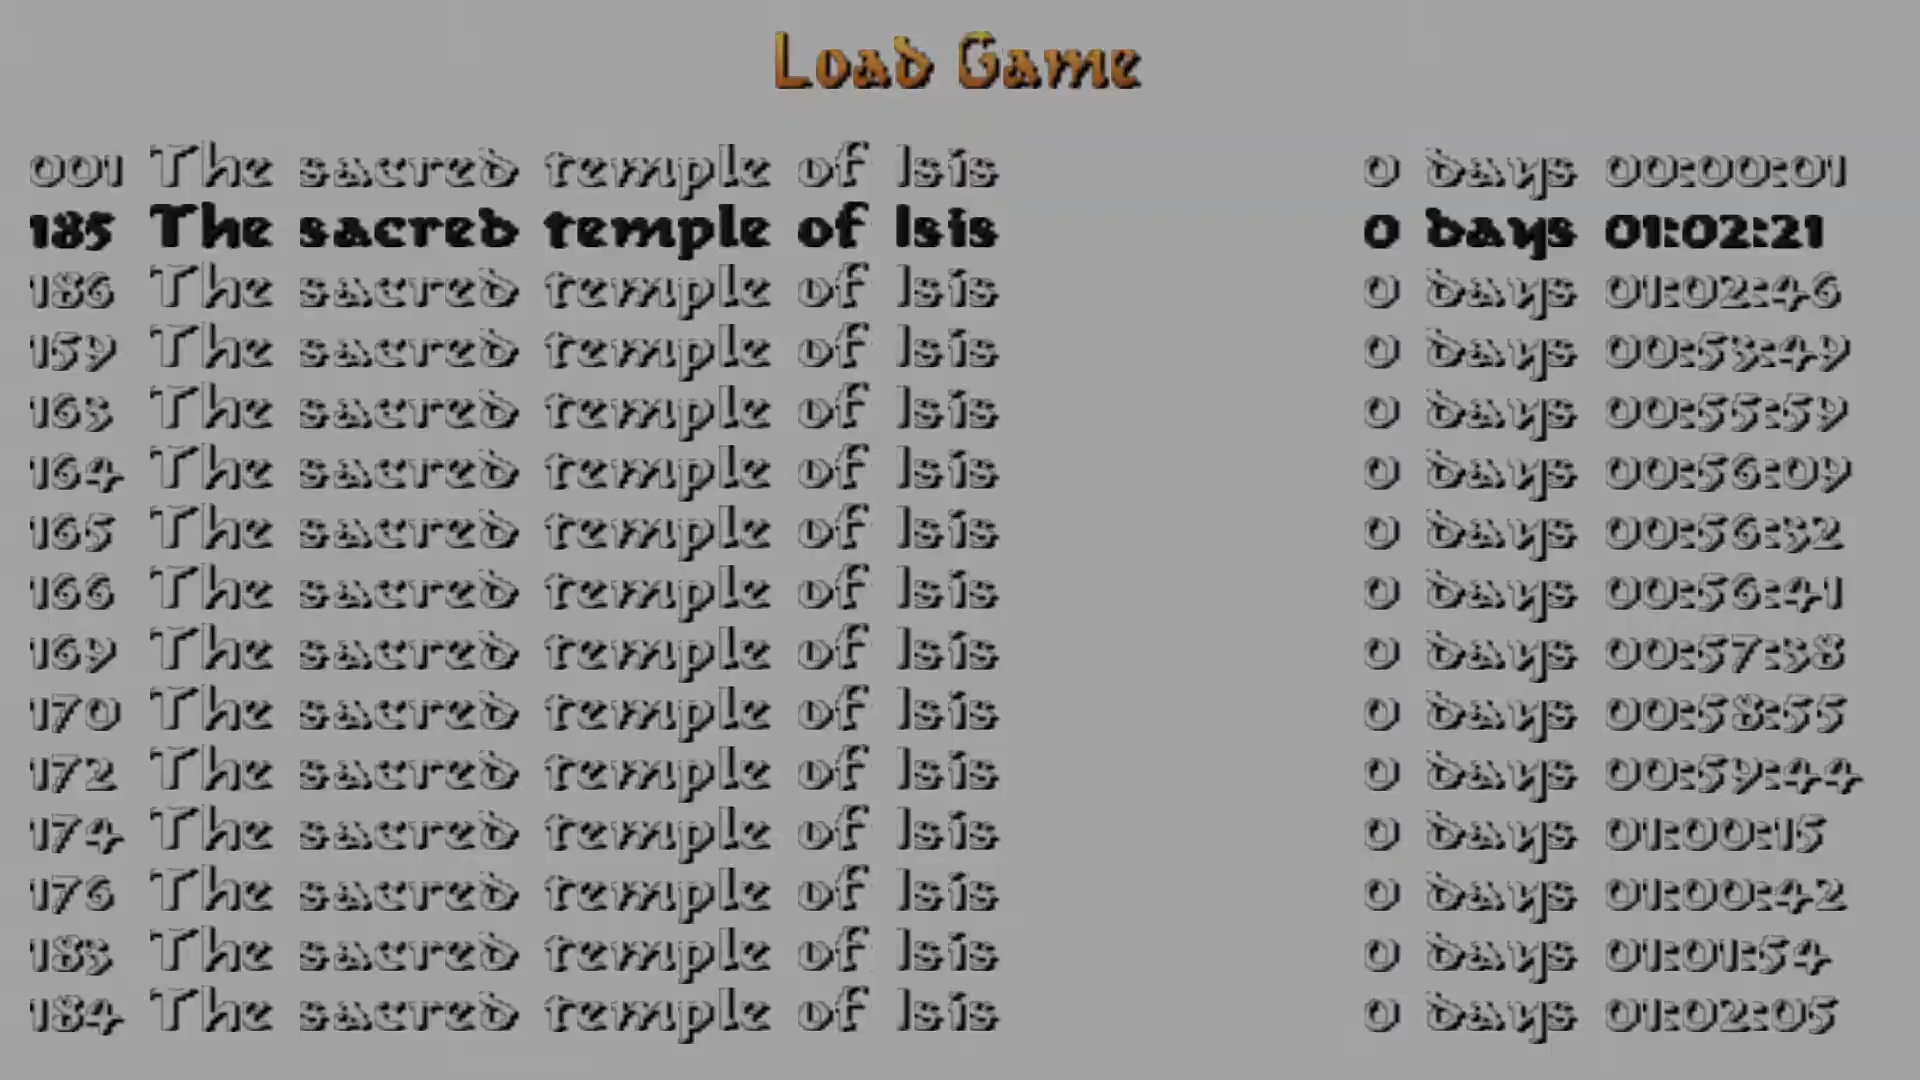 Load Game
001 The sacred temple of Isis 0 days 00:00:01
185 The sacred temple of Isis 0 days 01:02:21
186 The sacred temple of Isis 0 days 01:02:46
159 The sacred temple of Isis 0 days 00:53:49
163 The sacred temple of Isis 0 days 00:55:59
164 The sacred temple of Isis 0 days 00:56:09
165 The sacred temple of Isis 0 days 00:56:32
166 The sacred temple of Isis 0 days 00:56:41
169 The sacred temple of Isis 0 days 00:57:38
170 The sacred temple of Isis 0 days 00:58:55
172 The sacred temple of Isis 0 days 00:59:44
174 The sacred temple of Isis 0 days 01:00:15
176 The sacred temple of Isis 0 days 01:00:42
183 The sacred temple of Isis 0 days 01:01:54
184 The sacred temple of Isis 0 days 01:02:05